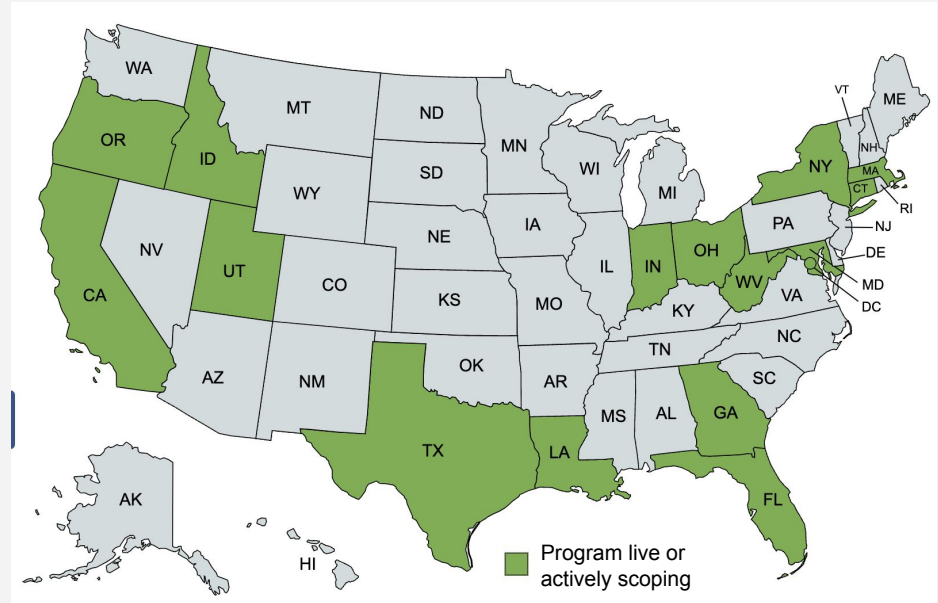 WA
MT
ND
MN
VT
ME
OR
ID
SD
WI
MI
NY
NH
MA
CT
RI
WY
NE
IA
PA
NJ
NV
UT
CO
KS
IL
IN
OH
WV
VA
DE
MD
DC
CA
MO
KY
AZ
NM
OK
AR
TN
NC
SC
TX
LA
MS
AL
GA
FL
AK
HI
Program live or
actively scoping